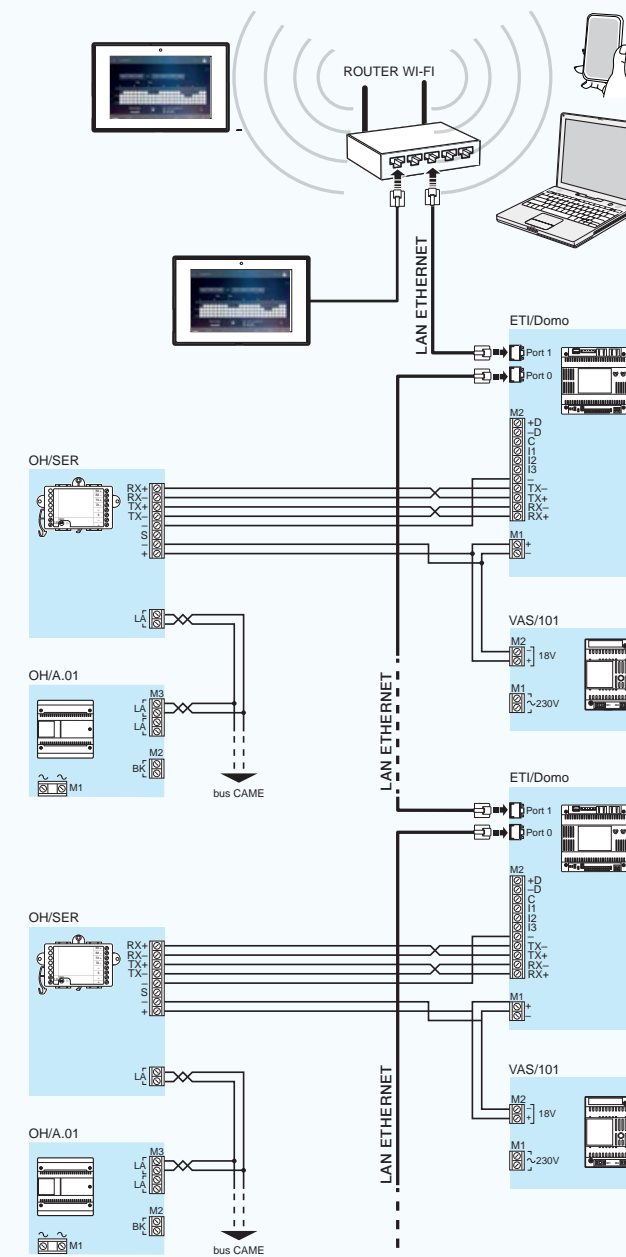 ROUTER WI-FI
LAN ETHERNET
ETI/Domo
Port 1
Port 0
M2
+D
–D
C
I1
I2
I3
–
TX–
TX+
RX–
RX+
M1
+
–
OH/SER
RX+
RX–
TX+
TX–
–
S
–
+
LA
VAS/101
M2
–
+
18V
M1
~230V
OH/A.01
M3
LA
LA
M2
BK
~ ~
M1
bus CAME
LAN ETHERNET
ETI/Domo
Port 1
Port 0
M2
+D
–D
C
I1
I2
I3
–
TX–
TX+
RX–
RX+
M1
+
–
OH/SER
RX+
RX–
TX+
TX–
–
S
–
+
LA
VAS/101
M2
–
+
18V
M1
~230V
LAN ETHERNET
OH/A.01
M3
LA
LA
M2
BK
~ ~
M1
bus CAME